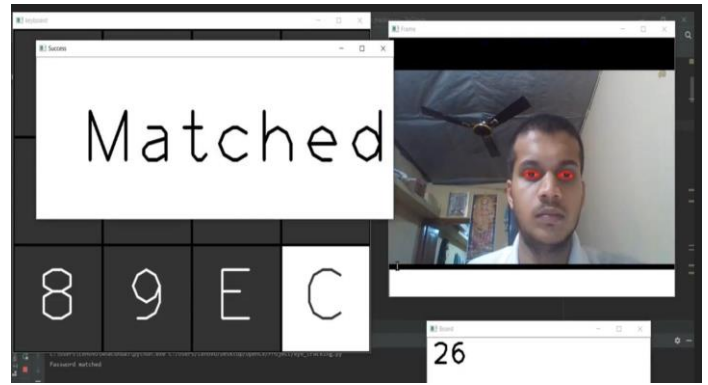 keyboard
Success
Matched
8 9 E C
Frame
Board
26
Password matched